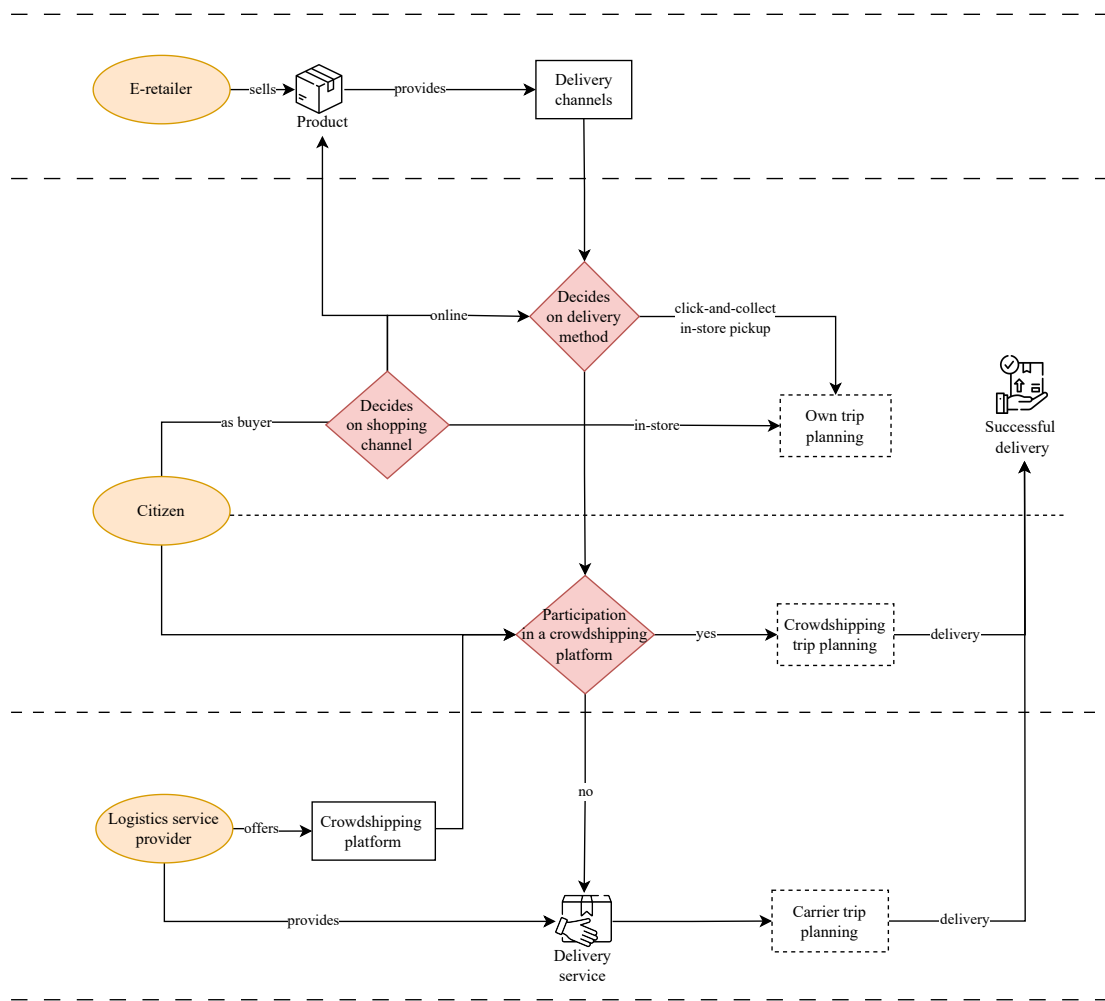 E-retailer
sells
Product
provides
Delivery
channels
Decides
on delivery
method
online
click-and-collect
in-store pickup
Decides
on shopping
channel
as buyer
in-store
Own trip
planning
Successful
delivery
Citizen
Participation
in a crowdshipping
platform
yes
Crowdshipping
trip planning
delivery
no
Logistics service
provider
offers
Crowdshipping
platform
provides
Delivery
service
Carrier trip
planning
delivery